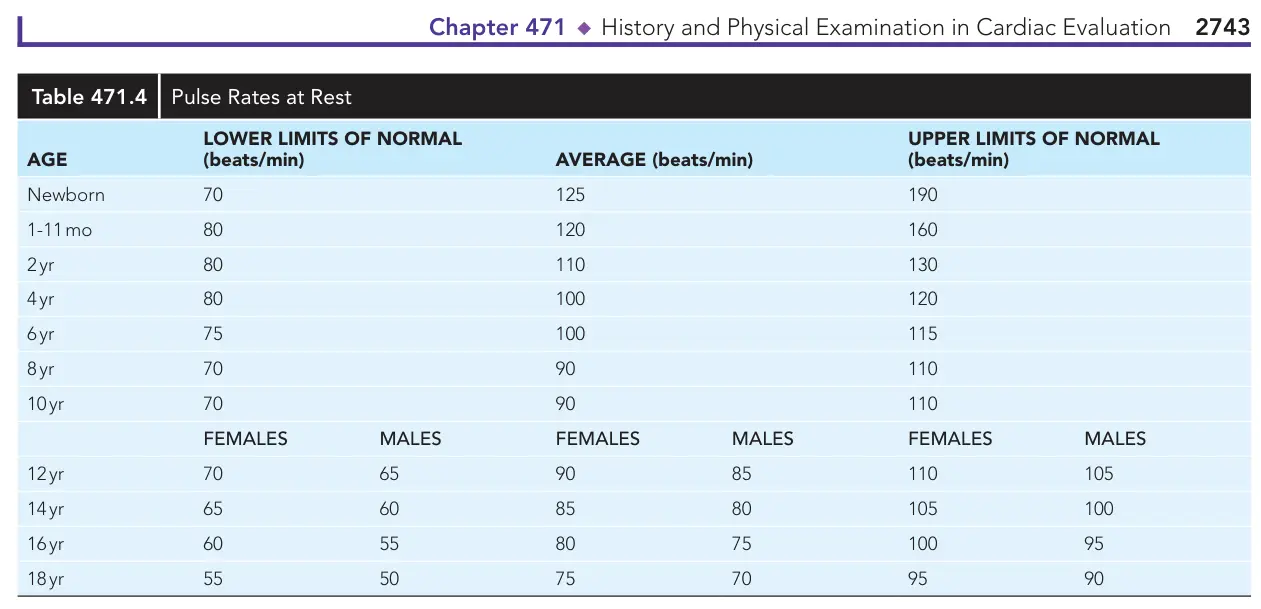 Chapter 471 ◆ History and Physical Examination in Cardiac Evaluation 2743
Table 471.4 Pulse Rates at Rest
AGE LOWER LIMITS OF NORMAL (beats/min) AVERAGE (beats/min) UPPER LIMITS OF NORMAL (beats/min)
Newborn 70 125 190
1-11 mo 80 120 160
2 yr 80 110 130
4 yr 80 100 120
6 yr 75 100 115
8 yr 70 90 110
10 yr 70 90 110
FEMALES MALES FEMALES MALES FEMALES MALES
12 yr 70 65 90 85 110 105
14 yr 65 60 85 80 105 100
16 yr 60 55 80 75 100 95
18 yr 55 50 75 70 95 90